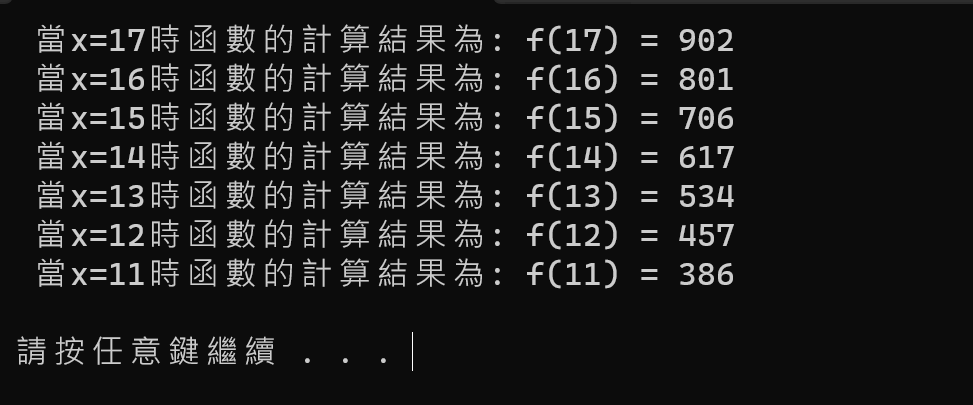 當x=17時函數的計算結果為: f(17) = 902
當x=16時函數的計算結果為: f(16) = 801
當x=15時函數的計算結果為: f(15) = 706
當x=14時函數的計算結果為: f(14) = 617
當x=13時函數的計算結果為: f(13) = 534
當x=12時函數的計算結果為: f(12) = 457
當x=11時函數的計算結果為: f(11) = 386
請按任意鍵繼續 . . .